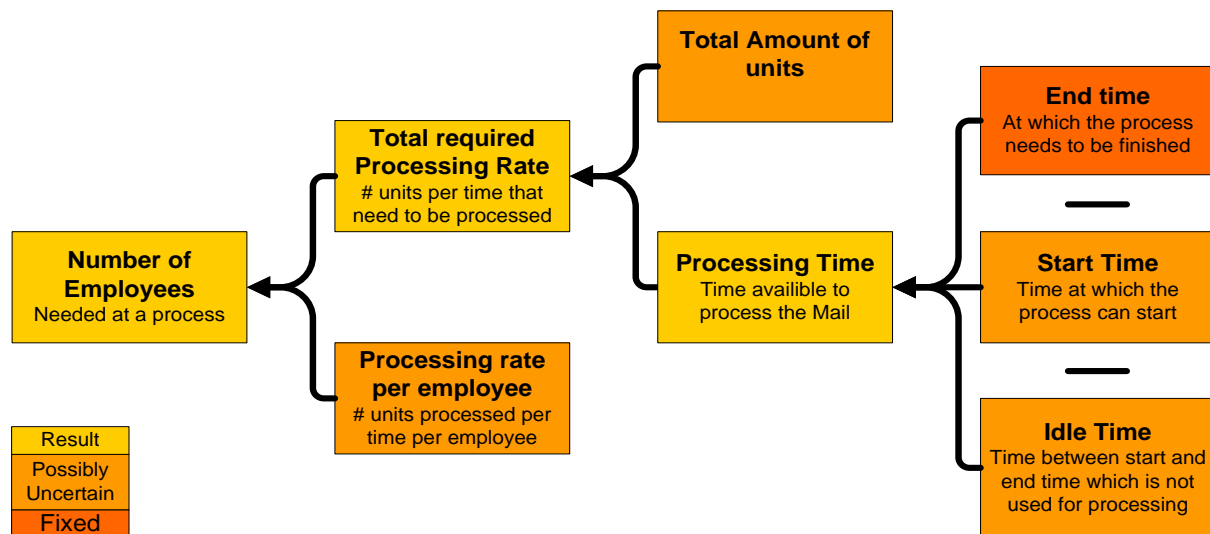 Total Amount of
units
End time
At which the process
needs to be finished
Total required
Processing Rate
# units per time that
need to be processed
Number of
Employees
Needed at a process
Processing Time
Time availible to
process the Mail
Start Time
Time at which the
process can start
Processing rate
per employee
# units processed per
time per employee
Idle Time
Time between start and
end time which is not
used for processing
Result
Possibly
Uncertain
Fixed